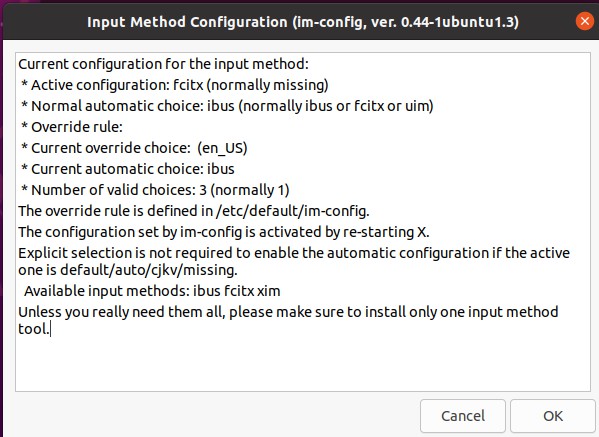 Input Method Configuration (im-config, ver. 0.44-1ubuntu1.3)
Current configuration for the input method:
* Active configuration: fcitx (normally missing)
* Normal automatic choice: ibus (normally ibus or fcitx or uim)
* Override rule:
* Current override choice:  (en_US)
* Current automatic choice: ibus
* Number of valid choices: 3 (normally 1)
The override rule is defined in /etc/default/im-config.
The configuration set by im-config is activated by re-starting X.
Explicit selection is not required to enable the automatic configuration if the active
one is default/auto/cjkv/missing.
Available input methods: ibus fcitx xim
Unless you really need them all, please make sure to install only one input method
tool.
Cancel
OK